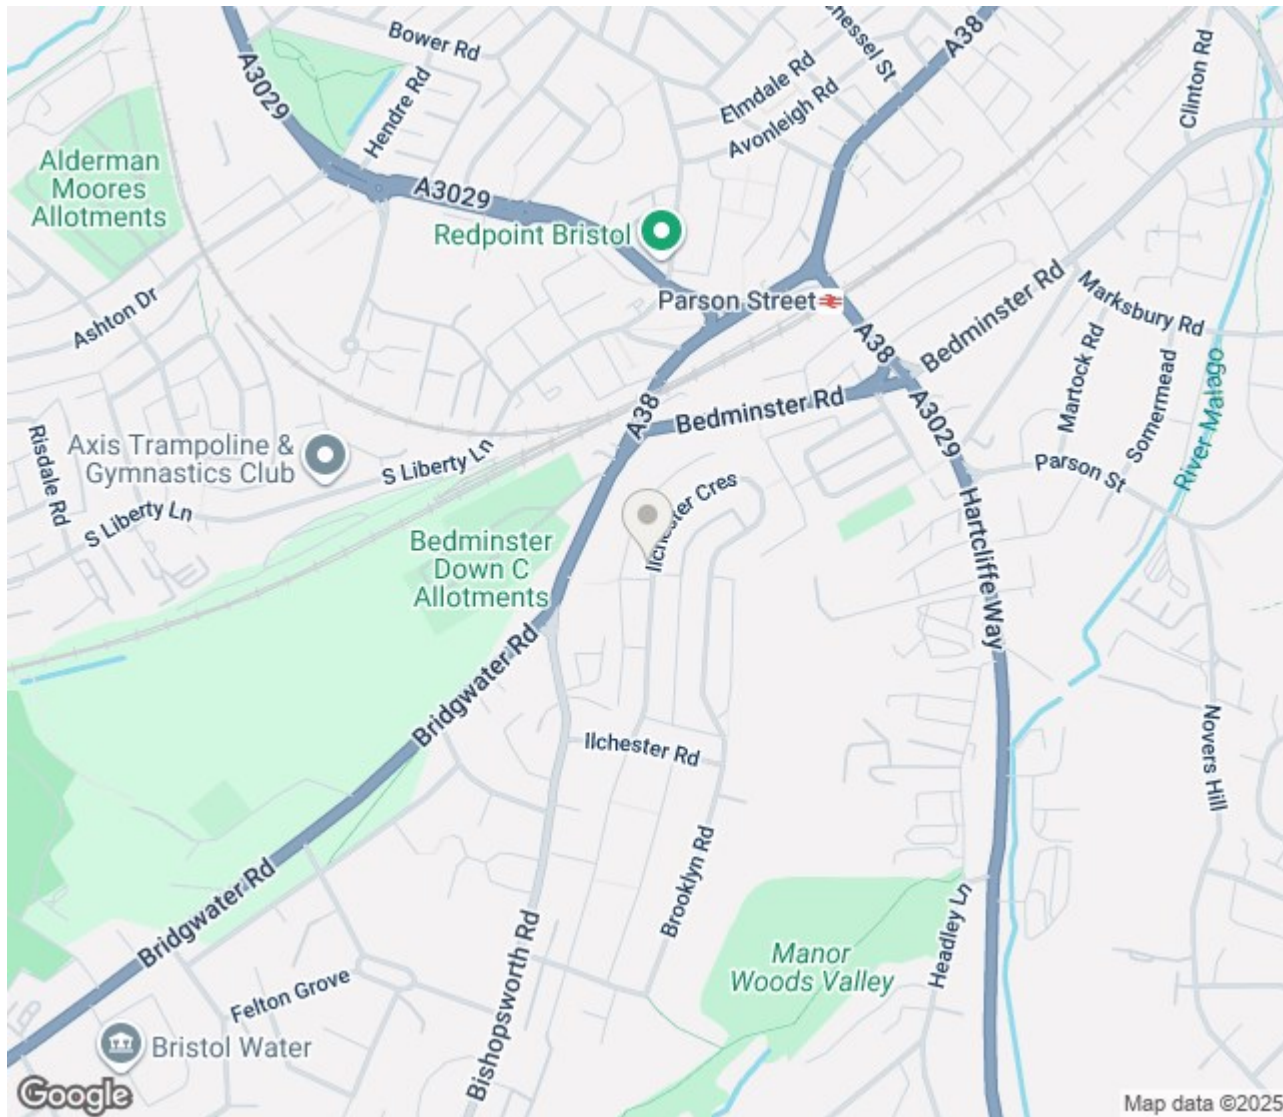 Bower Rd
Hendre Rd
A3029
Elmdale Rd
Avonleigh Rd
A38
Clinton Rd
Alderman
Moores
Allotments
A3029
A3029
Redpoint Bristol
Parson Street
Ashton Dr
A38
Bedminster Rd
Marksbury Rd
Martock Rd
Somermead
River Malago
A38
Bedminster Rd
A3029
Axis Trampoline &
Gymnastics Club
S Liberty Ln
Risdale Rd
S Liberty Ln
Parson St
Ilchester Cres
Hartcliffe Way
Bedminster
Down C
Allotments
Bridgwater Rd
Ilchester Rd
Novers Hill
Brooklyn Rd
Bridgwater Rd
Bishopsworth Rd
Headley Ln
Manor
Woods Valley
Felton Grove
Bristol Water
Google
Map data ©2025